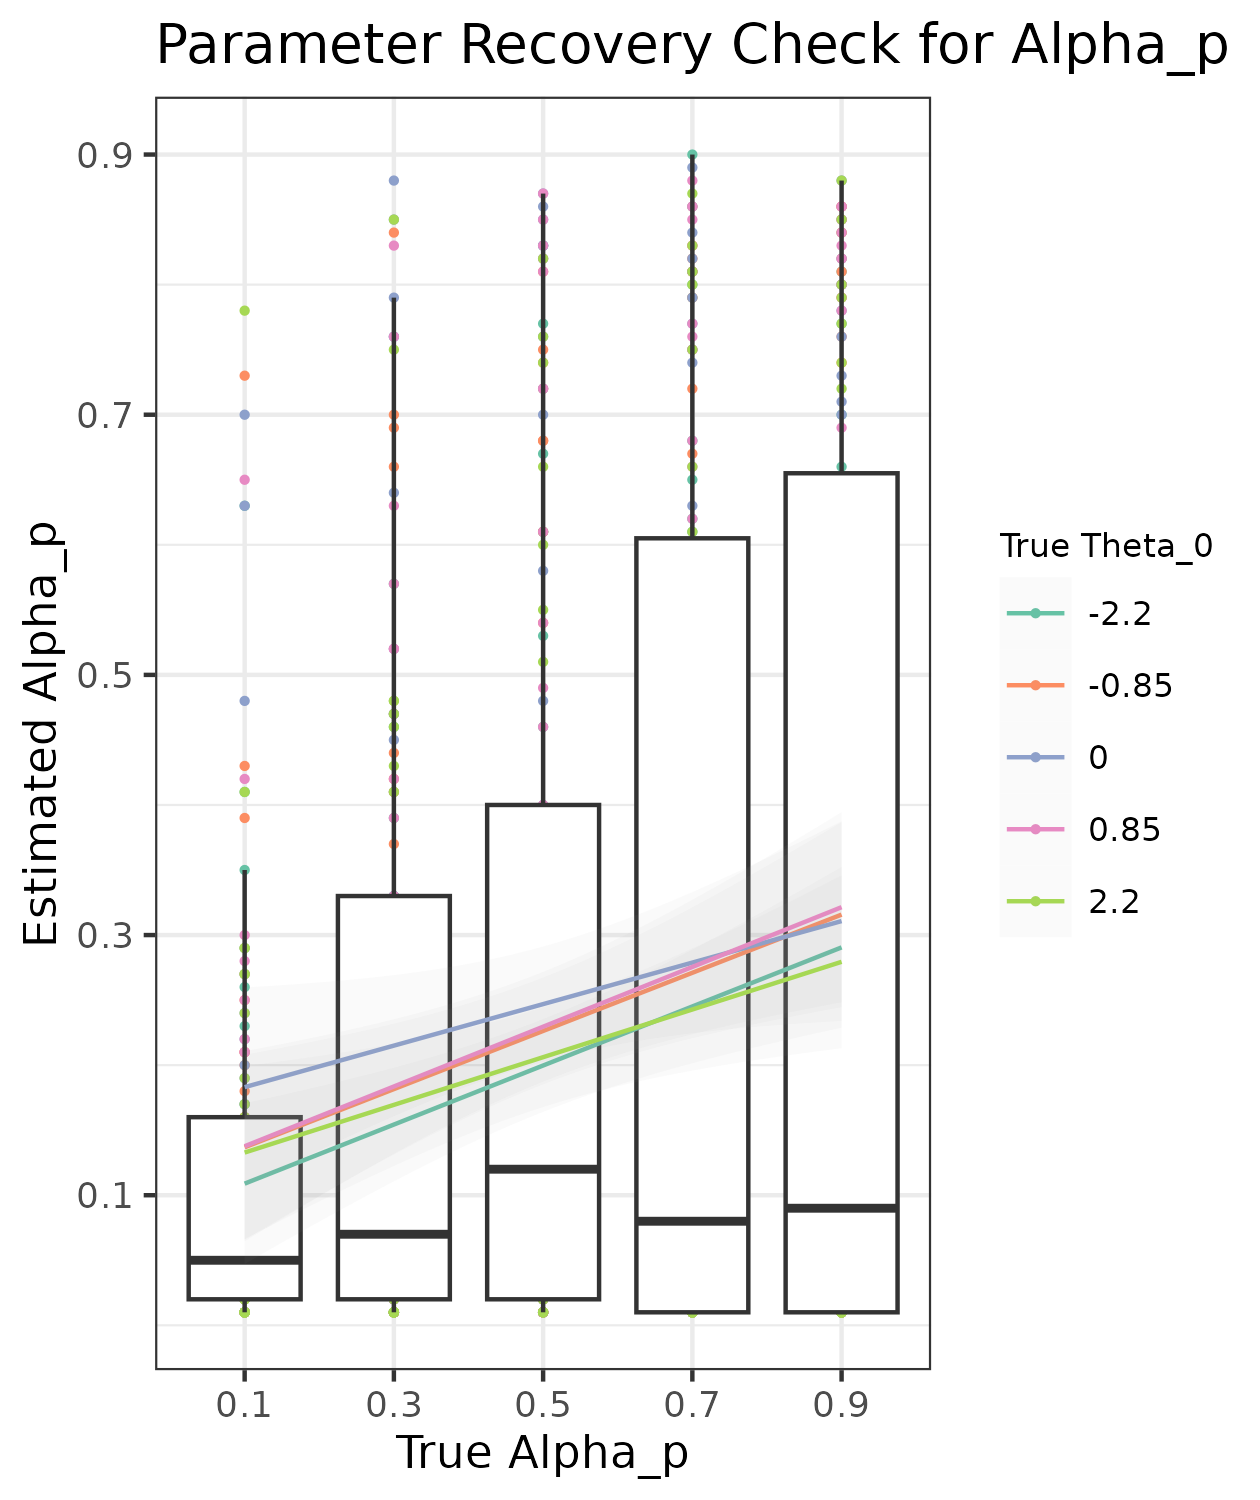 Parameter Recovery Check for Alpha_p
0.9
0.7
0.5
0.3
0.1
Estimated Alpha_p
0.1 0.3 0.5 0.7 0.9
True Alpha_p
True Theta_0
-2.2
-0.85
0
0.85
2.2